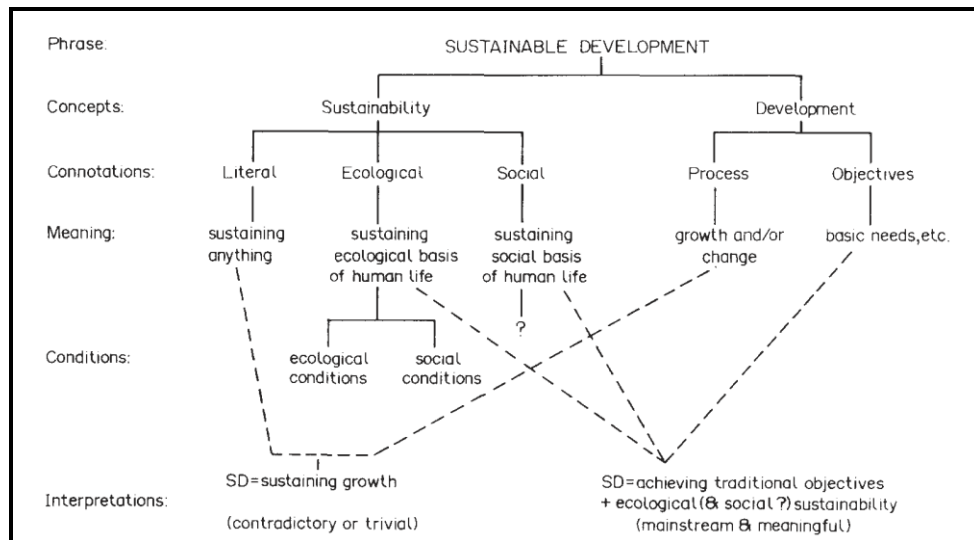 Phrase: SUSTAINABLE DEVELOPMENT
Concepts: Sustainability Development
Connotations: Literal Ecological Social Process Objectives
Meaning: sustaining sustaining sustaining growth and/or basic needs,etc.
anything ecological basis social basis change
of human life of human life
?
Conditions: ecological social
conditions conditions
SD=sustaining growth SD=achieving traditional objectives
Interpretations: + ecological(& social ?) sustainability
(contradictory or trivial) (mainstream & meaningful)